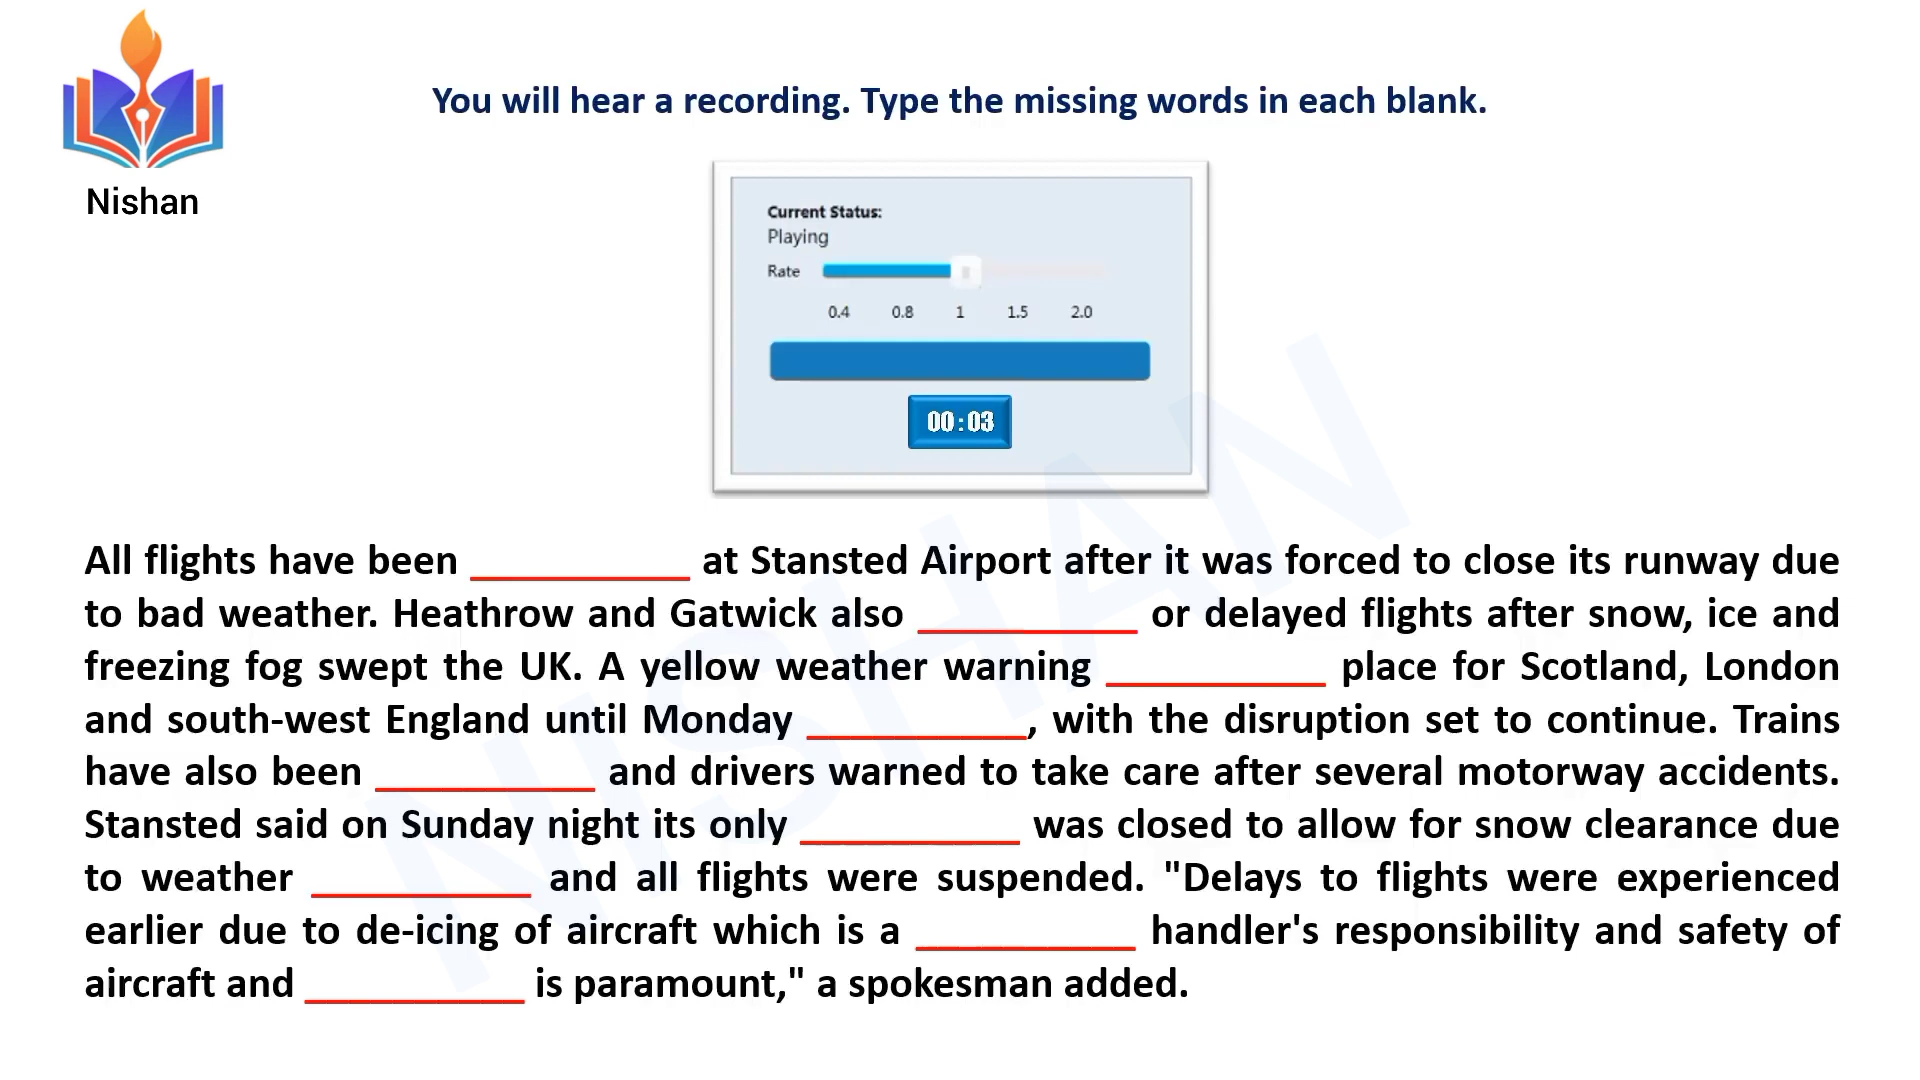 Nishan
You will hear a recording. Type the missing words in each blank.
Current Status:
Playing
Rate
0.4 0.8 1 1.5 2.0
00:03
All flights have been __________ at Stansted Airport after it was forced to close its runway due
to bad weather. Heathrow and Gatwick also __________ or delayed flights after snow, ice and
freezing fog swept the UK. A yellow weather warning __________ place for Scotland, London
and south-west England until Monday __________, with the disruption set to continue. Trains
have also been __________ and drivers warned to take care after several motorway accidents.
Stansted said on Sunday night its only __________ was closed to allow for snow clearance due
to weather __________ and all flights were suspended. "Delays to flights were experienced
earlier due to de-icing of aircraft which is a __________ handler's responsibility and safety of
aircraft and __________ is paramount," a spokesman added.
NISHAN